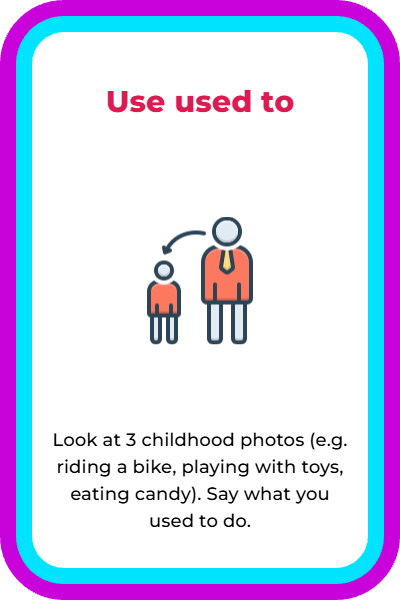 Use used to
Look at 3 childhood photos (e.g.
riding a bike, playing with toys,
eating candy). Say what you
used to do.